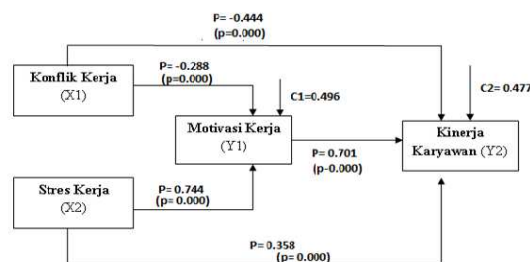 P= -0.444
(p=0.000)
P= -0.288
(p=0.000)
Konflik Kerja
(X1)
C1=0.496
C2= 0.477
Motivasi Kerja
(Y1)
Kinerja
Karyawan (Y2)
P= 0.701
(p-0.000)
Stres Kerja
(X2)
P= 0.744
(p= 0.000)
P= 0.358
(p= 0.000)